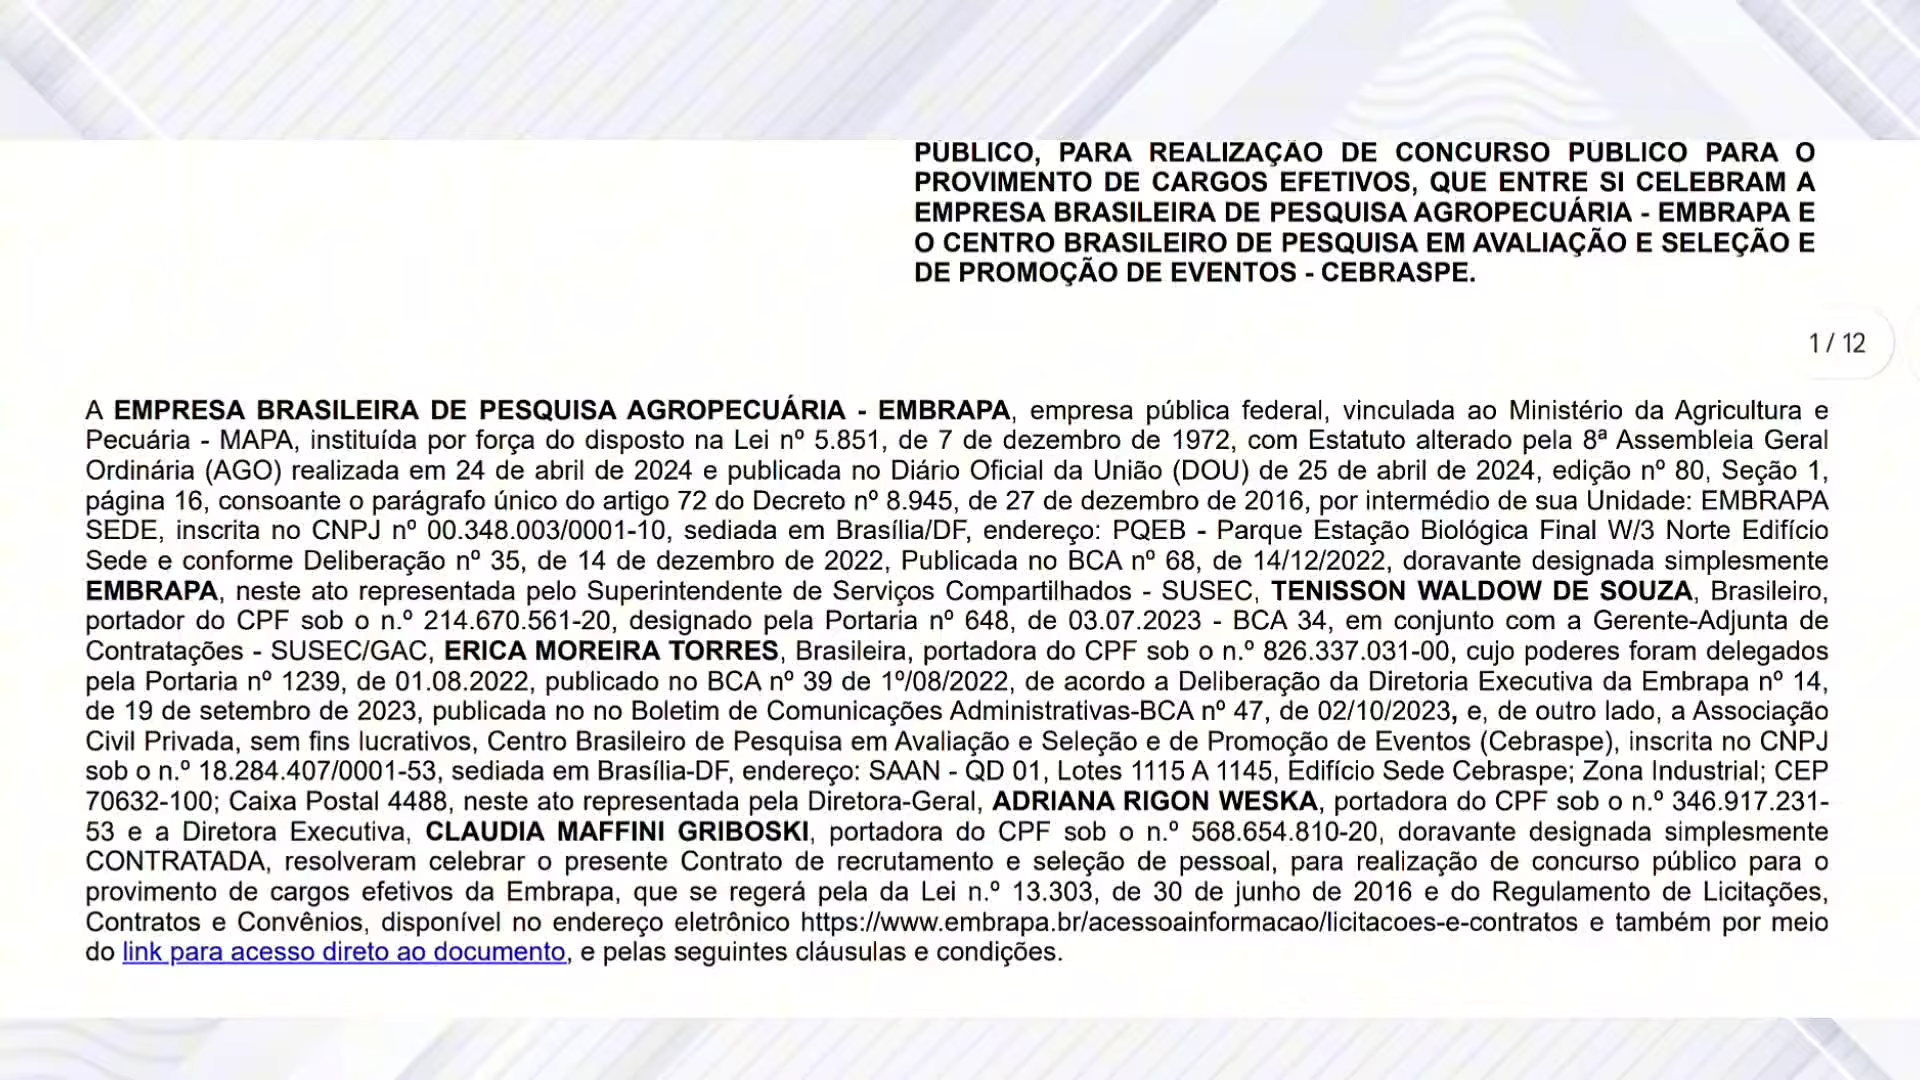 PÚBLICO, PARA REALIZAÇÃO DE CONCURSO PÚBLICO PARA O
PROVIMENTO DE CARGOS EFETIVOS, QUE ENTRE SI CELEBRAM A
EMPRESA BRASILEIRA DE PESQUISA AGROPECUÁRIA - EMBRAPA E
O CENTRO BRASILEIRO DE PESQUISA EM AVALIAÇÃO E SELEÇÃO E
DE PROMOÇÃO DE EVENTOS - CEBRASPE.
1 / 12
A EMPRESA BRASILEIRA DE PESQUISA AGROPECUÁRIA - EMBRAPA, empresa pública federal, vinculada ao Ministério da Agricultura e
Pecuária - MAPA, instituída por força do disposto na Lei nº 5.851, de 7 de dezembro de 1972, com Estatuto alterado pela 8ª Assembleia Geral
Ordinária (AGO) realizada em 24 de abril de 2024 e publicada no Diário Oficial da União (DOU) de 25 de abril de 2024, edição nº 80, Seção 1,
página 16, consoante o parágrafo único do artigo 72 do Decreto nº 8.945, de 27 de dezembro de 2016, por intermédio de sua Unidade: EMBRAPA
SEDE, inscrita no CNPJ nº 00.348.003/0001-10, sediada em Brasília/DF, endereço: PQEB - Parque Estação Biológica Final W/3 Norte Edifício
Sede e conforme Deliberação nº 35, de 14 de dezembro de 2022, Publicada no BCA nº 68, de 14/12/2022, doravante designada simplesmente
EMBRAPA, neste ato representada pelo Superintendente de Serviços Compartilhados - SUSEC, TENISSON WALDOW DE SOUZA, Brasileiro,
portador do CPF sob o n.º 214.670.561-20, designado pela Portaria nº 648, de 03.07.2023 - BCA 34, em conjunto com a Gerente-Adjunta de
Contratações - SUSEC/GAC, ERICA MOREIRA TORRES, Brasileira, portadora do CPF sob o n.º 826.337.031-00, cujo poderes foram delegados
pela Portaria nº 1239, de 01.08.2022, publicado no BCA nº 39 de 1º/08/2022, de acordo a Deliberação da Diretoria Executiva da Embrapa nº 14,
de 19 de setembro de 2023, publicada no no Boletim de Comunicações Administrativas-BCA nº 47, de 02/10/2023, e, de outro lado, a Associação
Civil Privada, sem fins lucrativos, Centro Brasileiro de Pesquisa em Avaliação e Seleção e de Promoção de Eventos (Cebraspe), inscrita no CNPJ
sob o n.º 18.284.407/0001-53, sediada em Brasília-DF, endereço: SAAN - QD 01, Lotes 1115 A 1145, Edifício Sede Cebraspe; Zona Industrial; CEP
70632-100; Caixa Postal 4488, neste ato representada pela Diretora-Geral, ADRIANA RIGON WESKA, portadora do CPF sob o n.º 346.917.231-
53 e a Diretora Executiva, CLAUDIA MAFFINI GRIBOSKI, portadora do CPF sob o n.º 568.654.810-20, doravante designada simplesmente
CONTRATADA, resolveram celebrar o presente Contrato de recrutamento e seleção de pessoal, para realização de concurso público para o
provimento de cargos efetivos da Embrapa, que se regerá pela da Lei n.º 13.303, de 30 de junho de 2016 e do Regulamento de Licitações,
Contratos e Convênios, disponível no endereço eletrônico https://www.embrapa.br/acessoainformacao/licitacoes-e-contratos e também por meio
do link para acesso direto ao documento, e pelas seguintes cláusulas e condições.